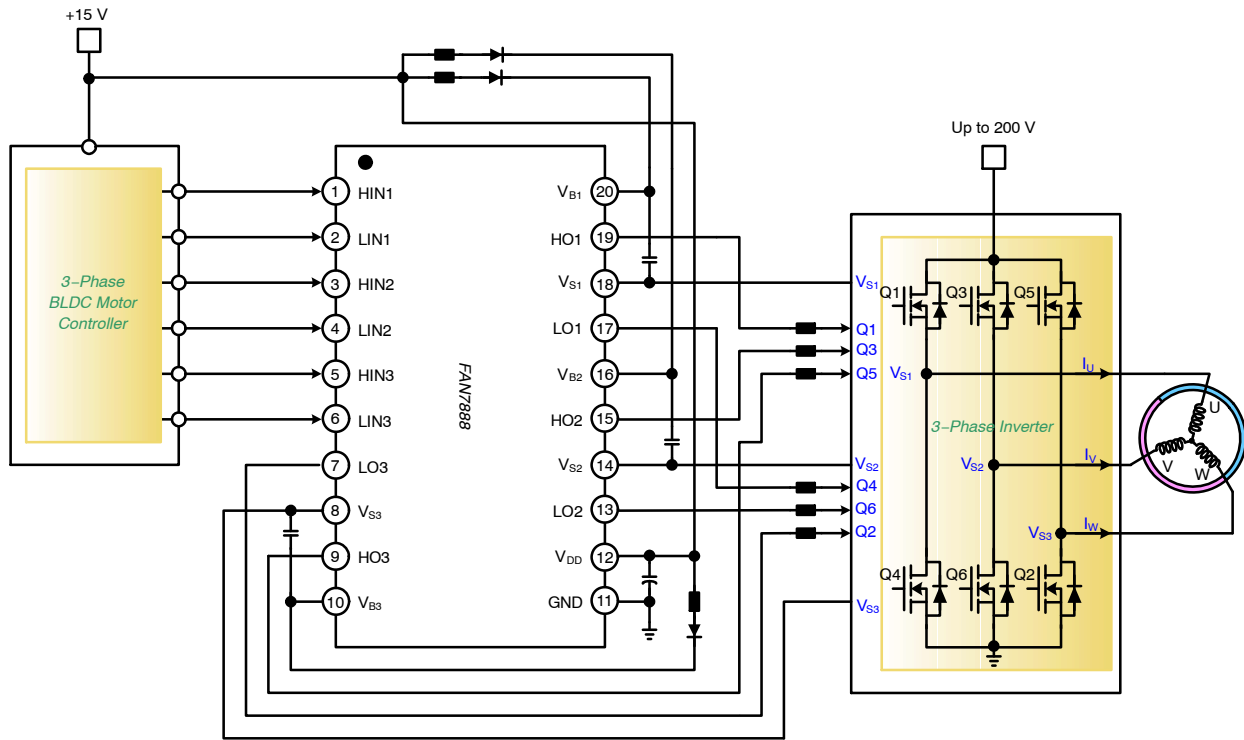 +15 V
Up to 200 V
3–Phase
BLDC Motor
Controller
FAN7888
1 HIN1
2 LIN1
3 HIN2
4 LIN2
5 HIN3
6 LIN3
7 LO3
8 VS3
9 HO3
10 VB3
VB1 20
HO1 19
VS1 18
LO1 17
VB2 16
HO2 15
VS2 14
LO2 13
VDD 12
GND 11
VS1
Q1
Q3
Q5
VS2
Q4
Q6
Q2
VS3
Q1
Q3
Q5
VS1
IU
3–Phase Inverter
VS2
IV
VS3
IW
Q4
Q6
Q2
U
V
W